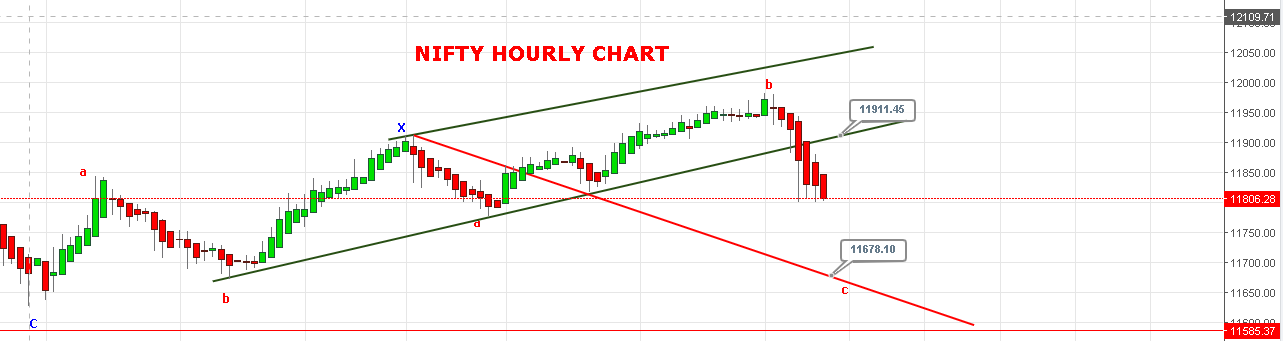 12109.71
NIFTY HOURLY CHART
12050.00
12000.00
b
11950.00
11911.45
X
11900.00
a
11850.00
11806.28
a
11750.00
11678.10
11700.00
b
c
11650.00
C
11585.37